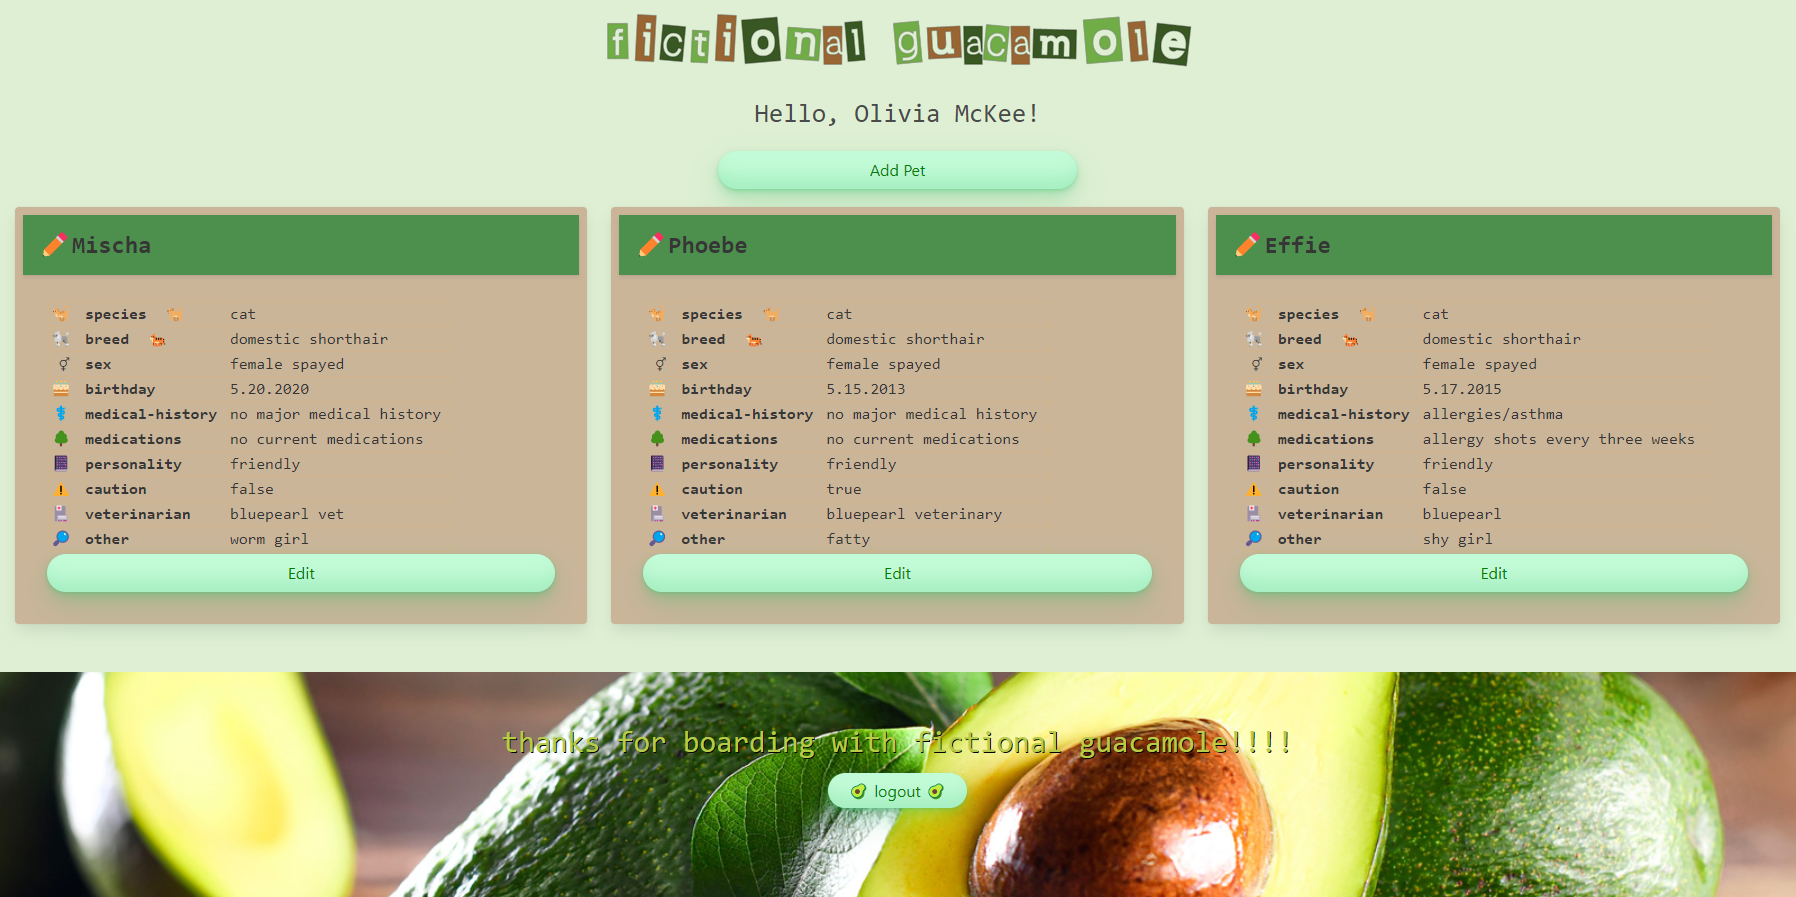 fictional guacamole
Hello, Olivia McKee!
Add Pet
Mischa
species cat
breed domestic shorthair
sex female spayed
birthday 5.20.2020
medical-history no major medical history
medications no current medications
personality friendly
caution false
veterinarian bluepearl vet
other worm girl
Edit
Phoebe
species cat
breed domestic shorthair
sex female spayed
birthday 5.15.2013
medical-history no major medical history
medications no current medications
personality friendly
caution true
veterinarian bluepearl veterinary
other fatty
Edit
Effie
species cat
breed domestic shorthair
sex female spayed
birthday 5.17.2015
medical-history allergies/asthma
medications allergy shots every three weeks
personality friendly
caution false
veterinarian bluepearl
other shy girl
Edit
thanks for boarding with fictional guacamole!!!!
logout